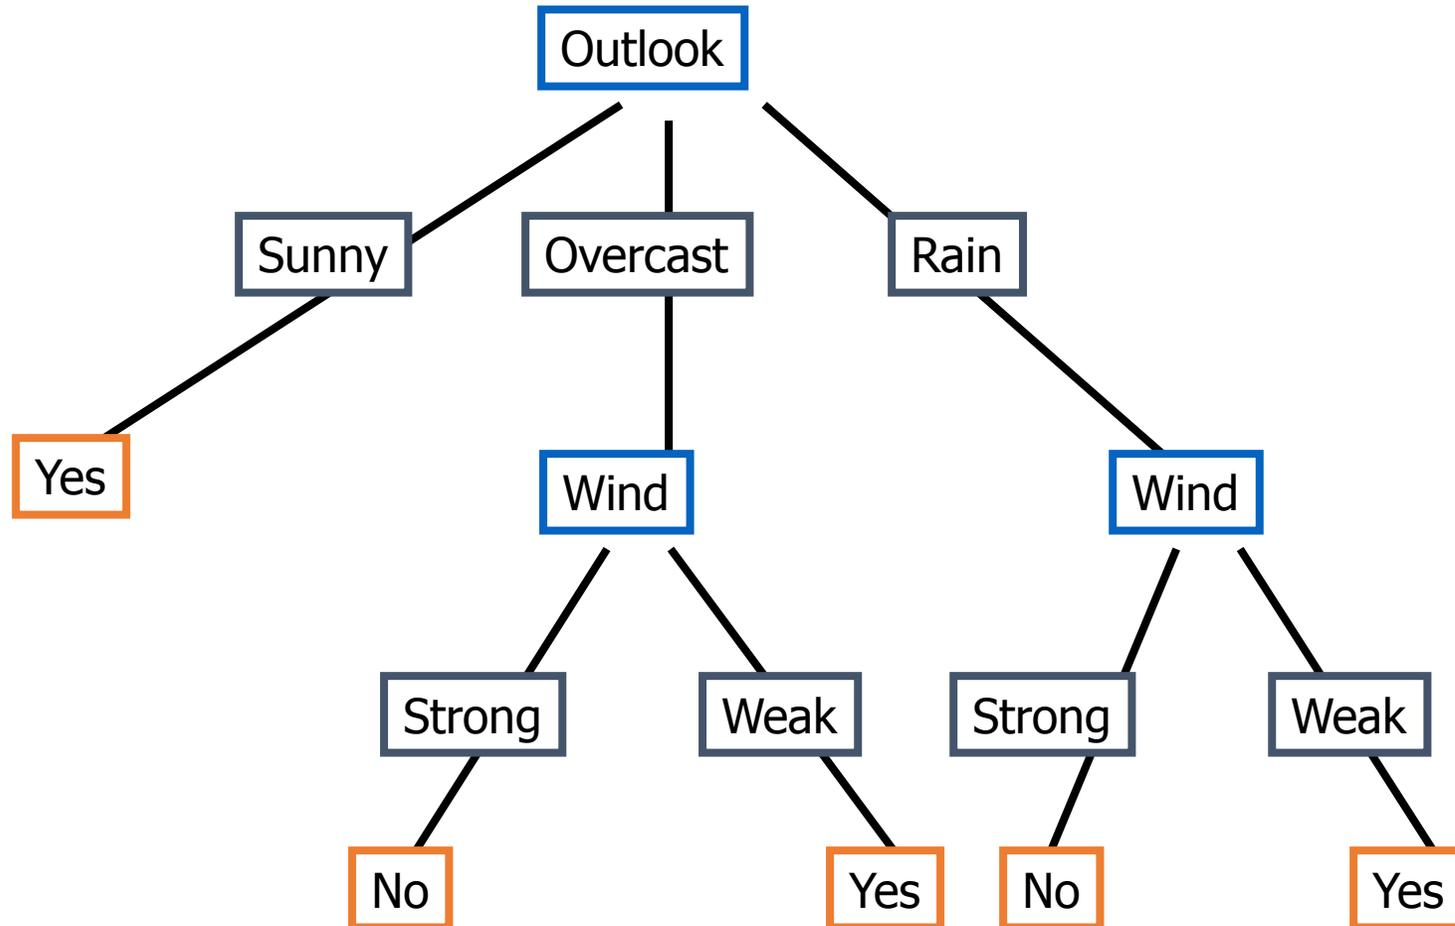 Outlook
Sunny
Overcast
Rain
Yes
Wind
Wind
Strong
Weak
Strong
Weak
No
Yes
No
Yes